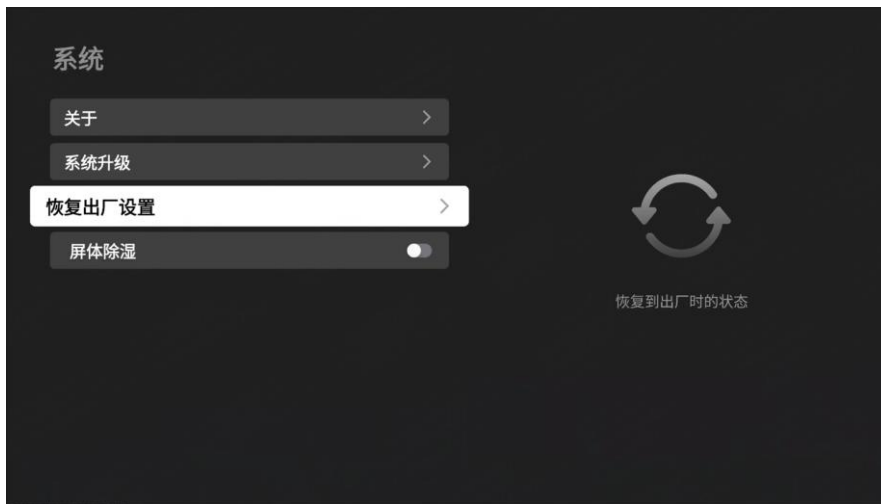 系统
关于
系统升级
恢复出厂设置
屏体除湿
恢复到出厂时的状态